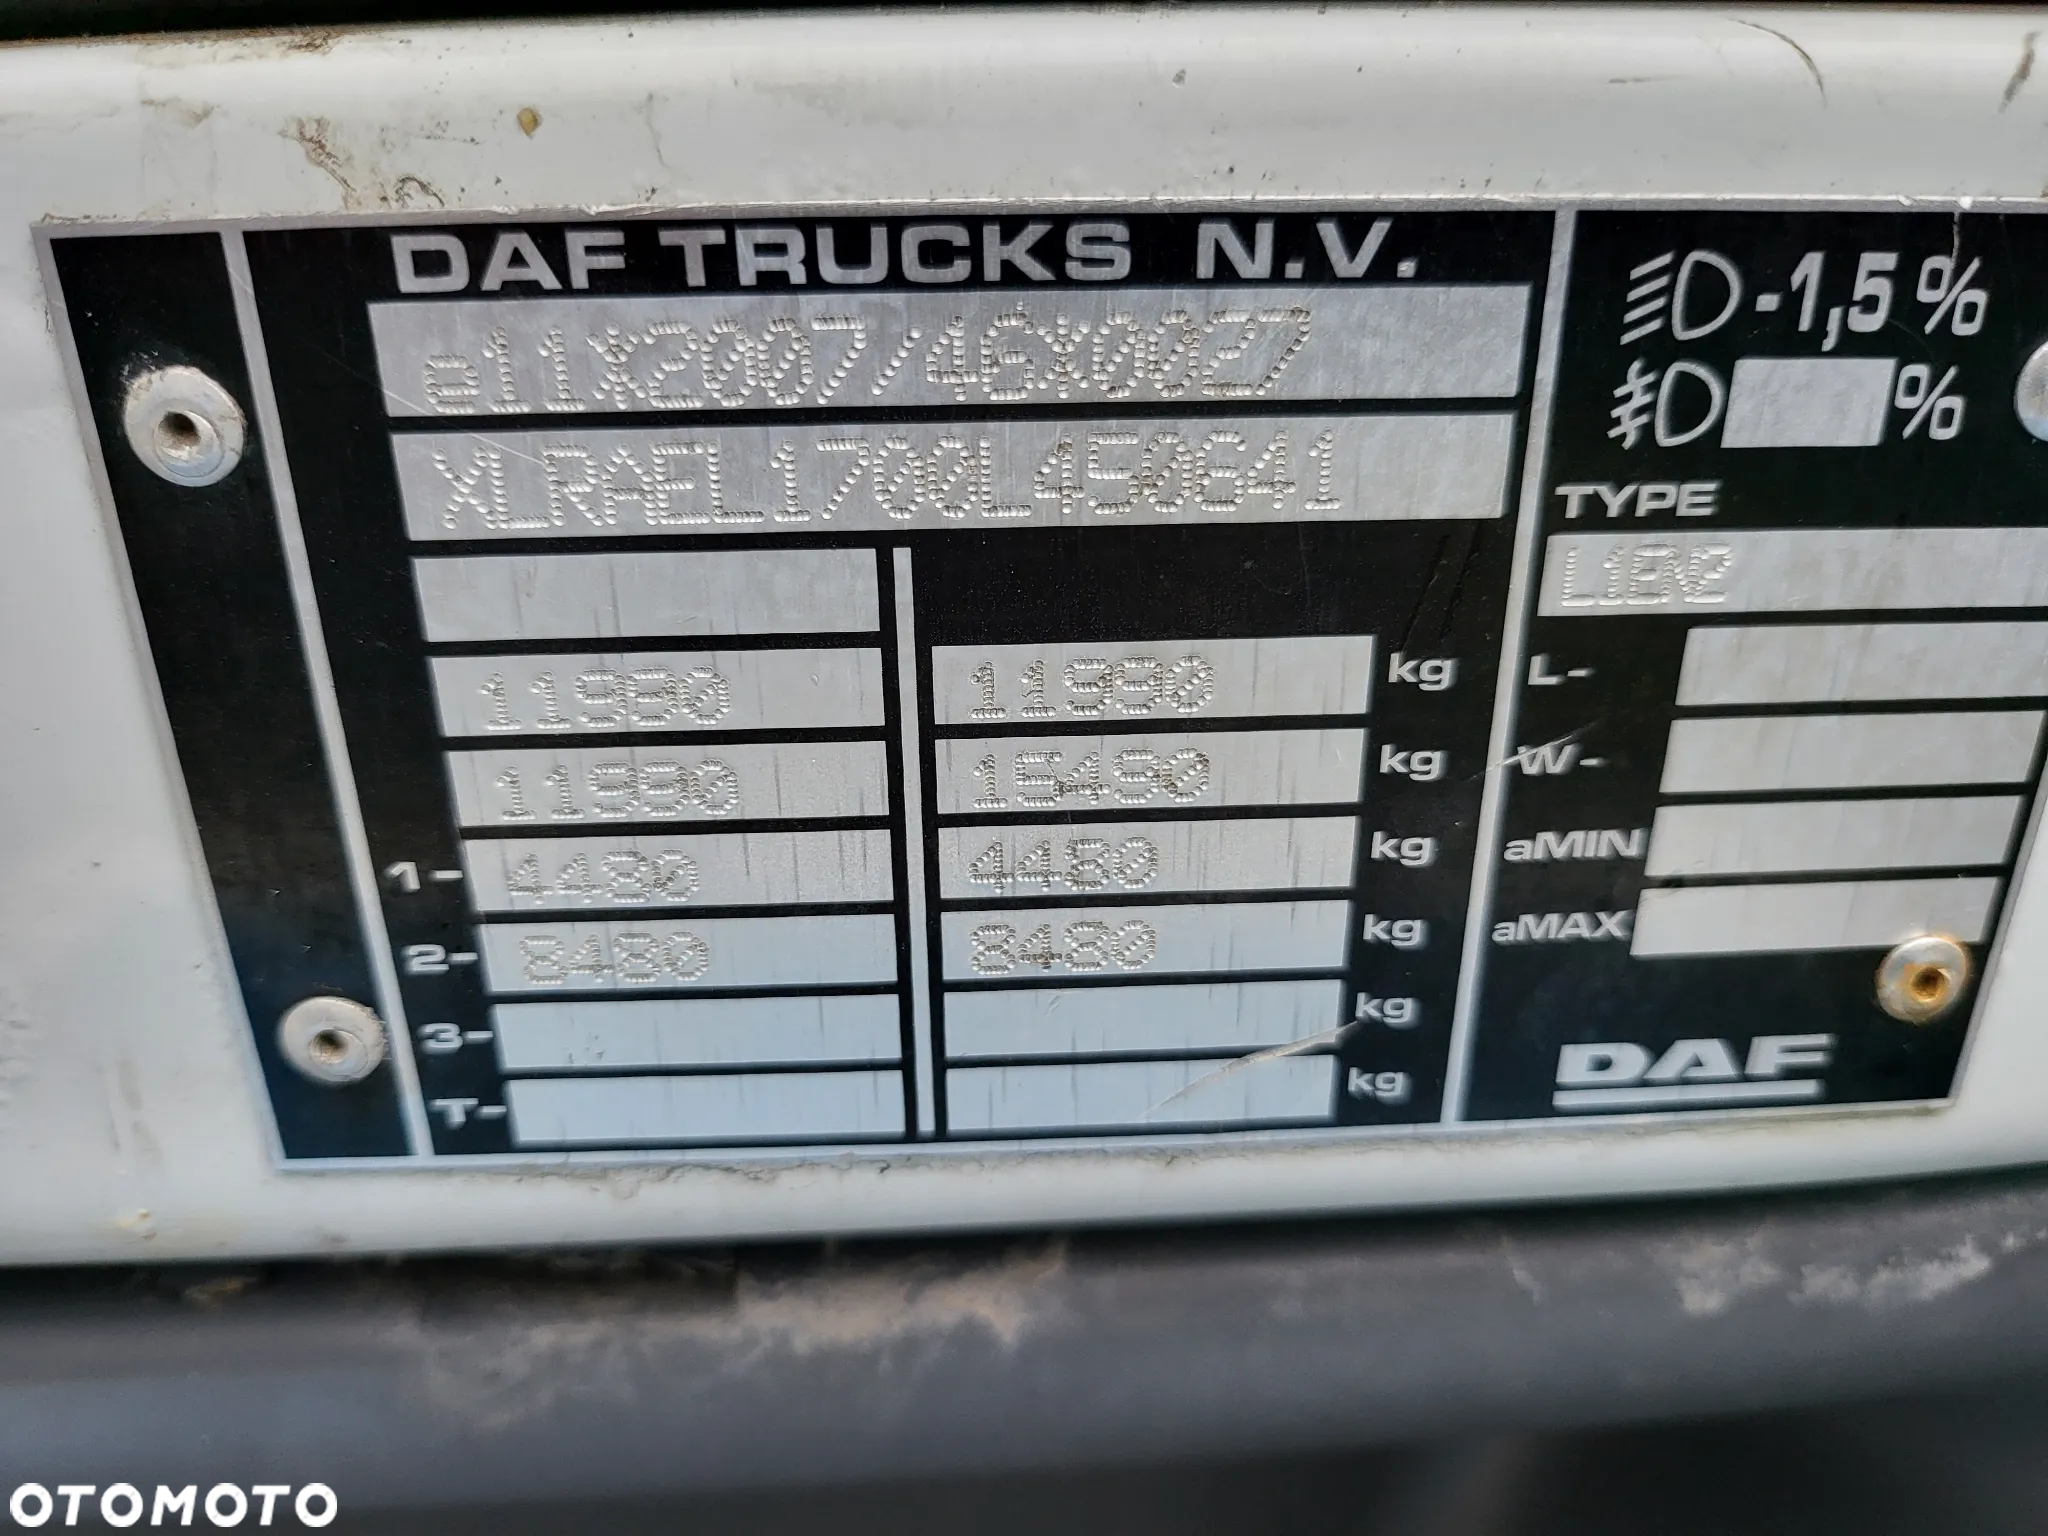 DAF TRUCKS N.V.
e11*2007/46*0027
XLRAEL1700L450641
11990 11990 kg
11990 15490 kg
1- 4480 4480 kg
2- 8480 8480 kg
3- kg
T- kg
-1,5 %
%
TYPE
L-
W-
aMIN
aMAX
DAF
OTOMOTO